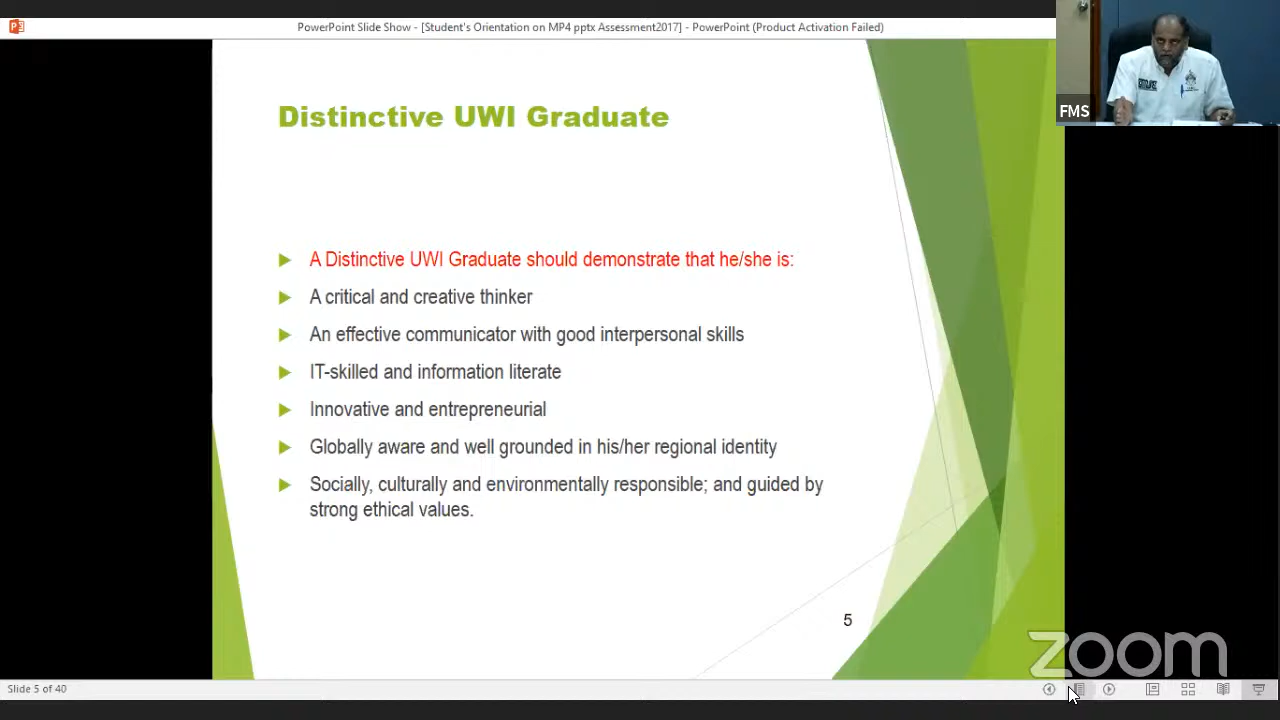 PowerPoint Slide Show - [Student's Orientation on MP4 pptx Assessment2017] - PowerPoint (Product Activation Failed)
FMS
Distinctive UWI Graduate
A Distinctive UWI Graduate should demonstrate that he/she is:
A critical and creative thinker
An effective communicator with good interpersonal skills
IT-skilled and information literate
Innovative and entrepreneurial
Globally aware and well grounded in his/her regional identity
Socially, culturally and environmentally responsible; and guided by
strong ethical values.
5
zoom
Slide 5 of 40